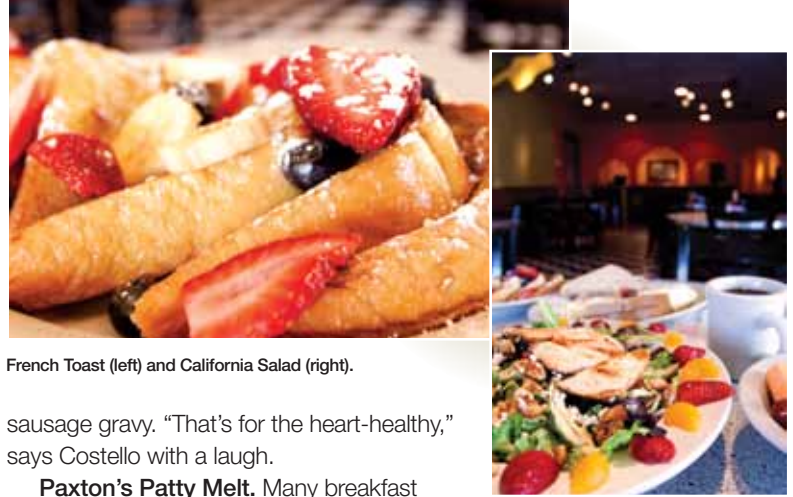 French Toast (left) and California Salad (right).
sausage gravy. “That’s for the heart-healthy,”
says Costello with a laugh.
Paxton’s Patty Melt. Many breakfast